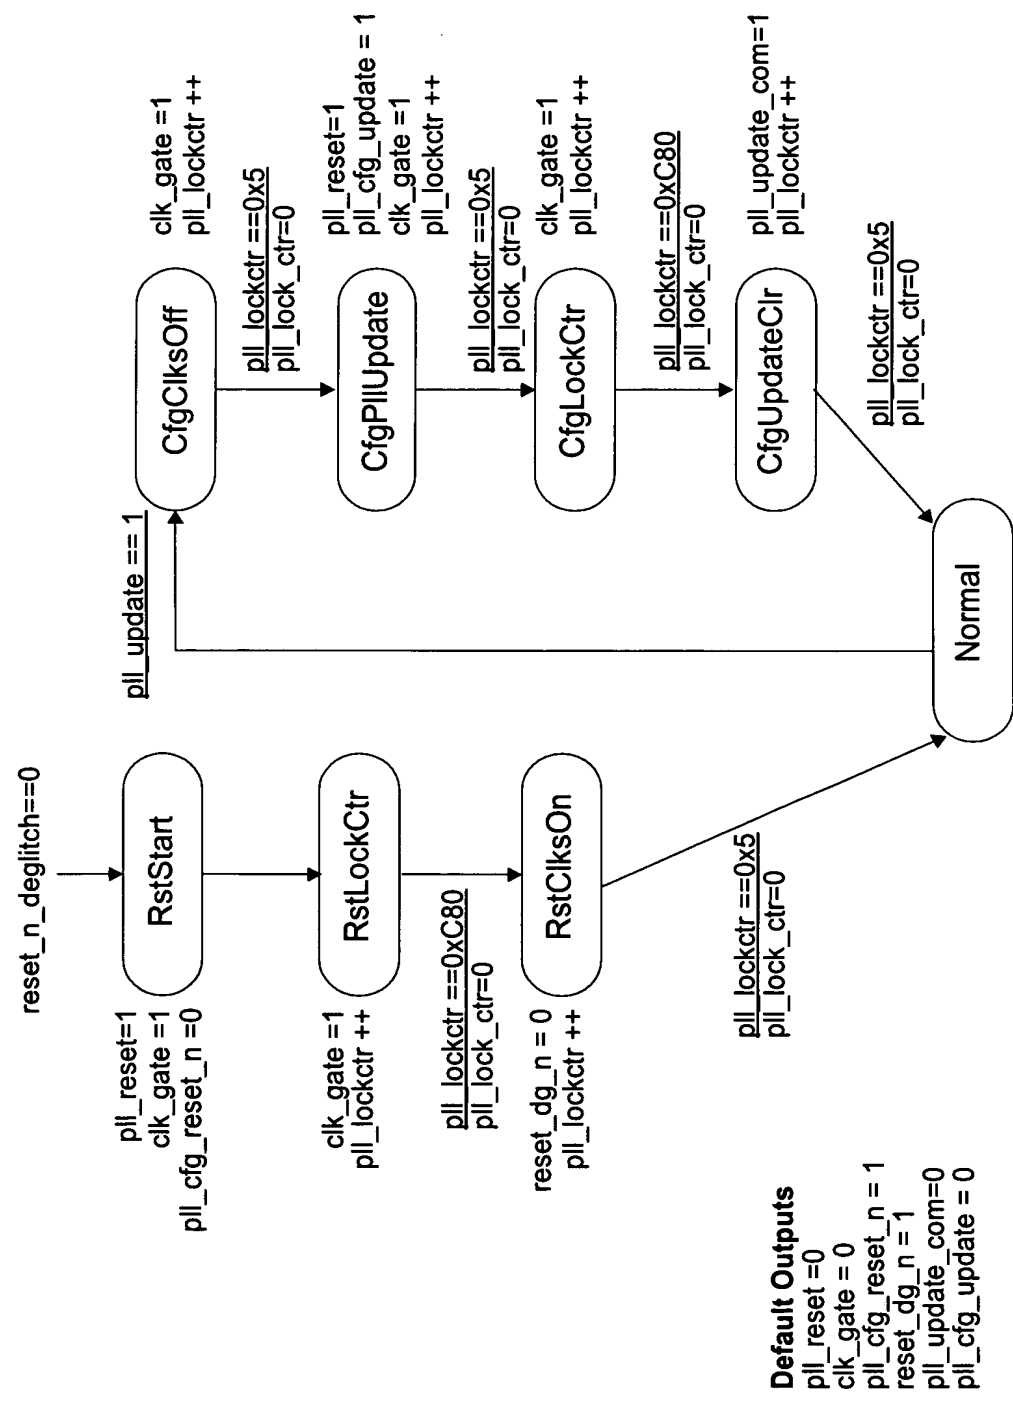 reset_n_deglitch==0
pll_reset=1
clk_gate =1
pll_cfg_reset_n =0
RstStart
clk_gate =1
pll_lockctr ++
RstLockCtr
pll_lockctr ==0xC80
pll_lock_ctr=0
reset_dg_n = 0
pll_lockctr ++
RstClksOn
pll_lockctr ==0x5
pll_lock_ctr=0
Normal
pll_update == 1
CfgClksOff
clk_gate =1
pll_lockctr ++
pll_lockctr ==0x5
pll_lock_ctr=0
CfgPllUpdate
pll_reset=1
pll_cfg_update = 1
clk_gate =1
pll_lockctr ++
pll_lockctr ==0x5
pll_lock_ctr=0
CfgLockCtr
clk_gate =1
pll_lockctr ++
pll_lockctr ==0xC80
pll_lock_ctr=0
CfgUpdateClr
pll_update_com=1
pll_lockctr ++
pll_lockctr ==0x5
pll_lock_ctr=0
Default Outputs
pll_reset =0
clk_gate = 0
pll_cfg_reset_n = 1
reset_dg_n = 1
pll_update_com=0
pll_cfg_update = 0